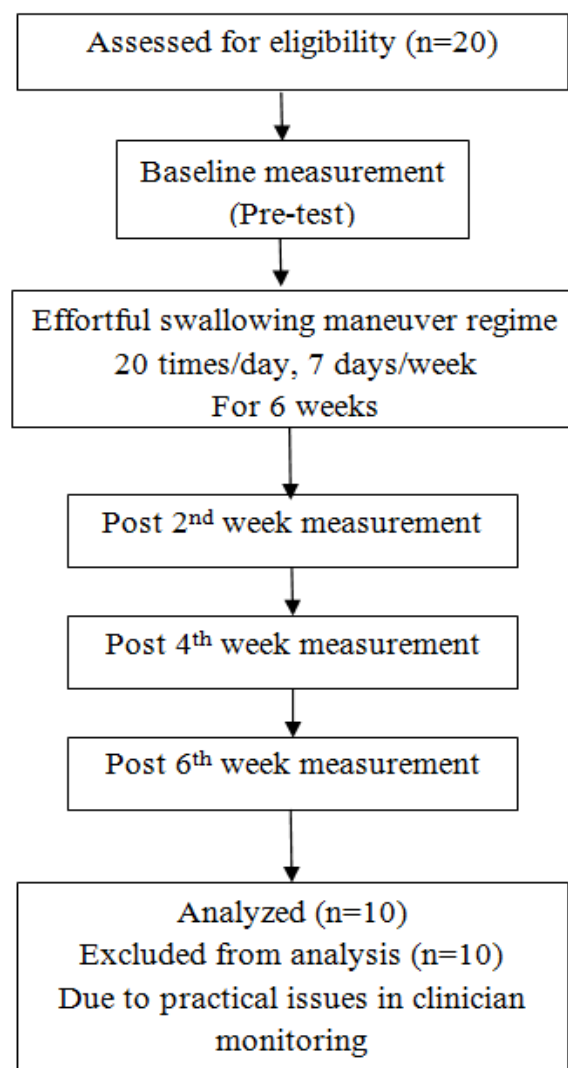 Assessed for eligibility (n=20)
Baseline measurement
(Pre-test)
Effortful swallowing maneuver regime
20 times/day, 7 days/week
For 6 weeks
Post 2nd week measurement
Post 4th week measurement
Post 6th week measurement
Analyzed (n=10)
Excluded from analysis (n=10)
Due to practical issues in clinician
monitoring